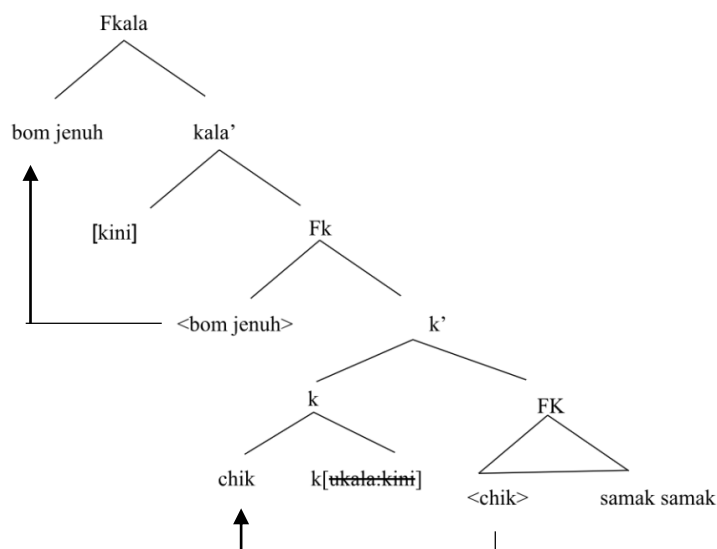 Fkala
bom jenuh kala’
[kini] Fk
<bom jenuh> k’
k FK
chik k[ukala:kini] <chik> samak samak